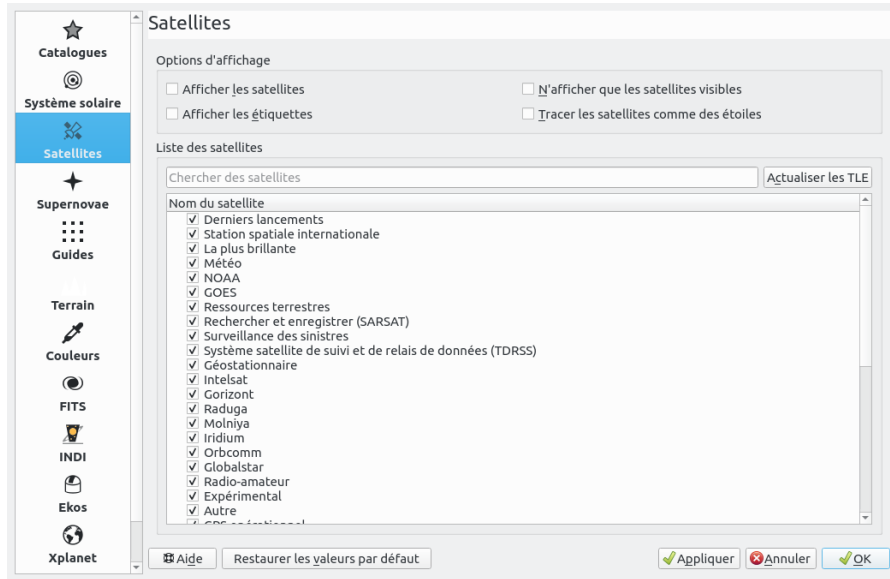 Catalogues
Système solaire
Satellites
Supernovae
Guides
Terrain
Couleurs
FITS
INDI
Ekos
Xplanet
Satellites
Options d'affichage
Afficher les satellites
N'afficher que les satellites visibles
Afficher les étiquettes
Tracer les satellites comme des étoiles
Liste des satellites
Chercher des satellites
Actualiser les TLE
Nom du satellite
Derniers lancements
Station spatiale internationale
La plus brillante
Météo
NOAA
GOES
Ressources terrestres
Rechercher et enregistrer (SARSAT)
Surveillance des sinistres
Système satellite de suivi et de relais de données (TDRSS)
Géostationnaire
Intelsat
Gorizont
Raduga
Molniya
Iridium
Orbcomm
Globalstar
Radio-amateur
Expérimental
Autre
Aide
Restaurer les valeurs par défaut
Appliquer
Annuler
OK